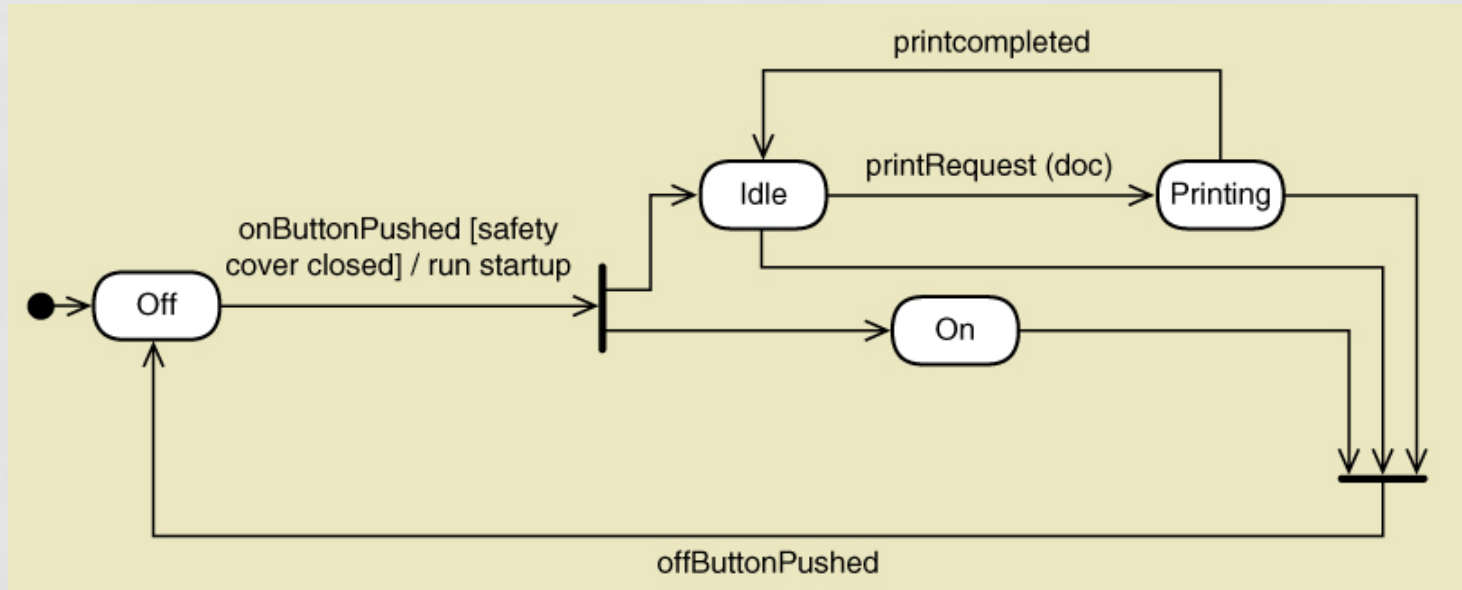 printcompleted
Idle
printRequest (doc)
Printing
onButtonPushed [safety
cover closed] / run startup
Off
On
offButtonPushed